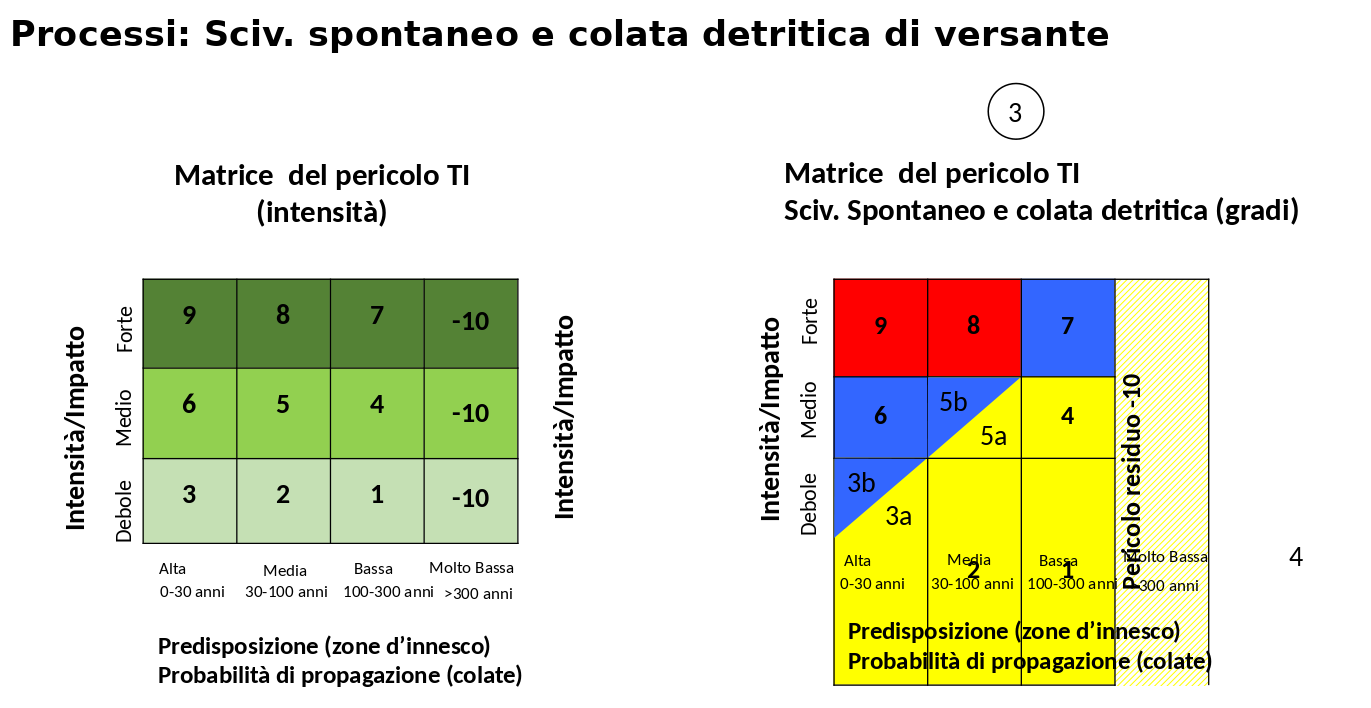 Processi: Sciv. spontaneo e colata detritica di versante
3
Matrice  del pericolo TI
(intensità)
Intensità/Impatto
Forte
Medio
Debole
9 8 7 -10
6 5 4 -10
3 2 1 -10
Alta Media Bassa Molto Bassa
0-30 anni 30-100 anni 100-300 anni >300 anni
Predisposizione (zone d’innesco)
Probabilità di propagazione (colate)
Intensità/Impatto
Matrice  del pericolo TI
Sciv. Spontaneo e colata detritica (gradi)
Intensità/Impatto
Forte
Medio
Debole
9 8 7
6 5b 5a 4
3b 3a 2 1
Pericolo residuo -10
Alta Media Bassa Molto Bassa
0-30 anni 30-100 anni 100-300 anni >300 anni
Predisposizione (zone d’innesco)
Probabilità di propagazione (colate)
4